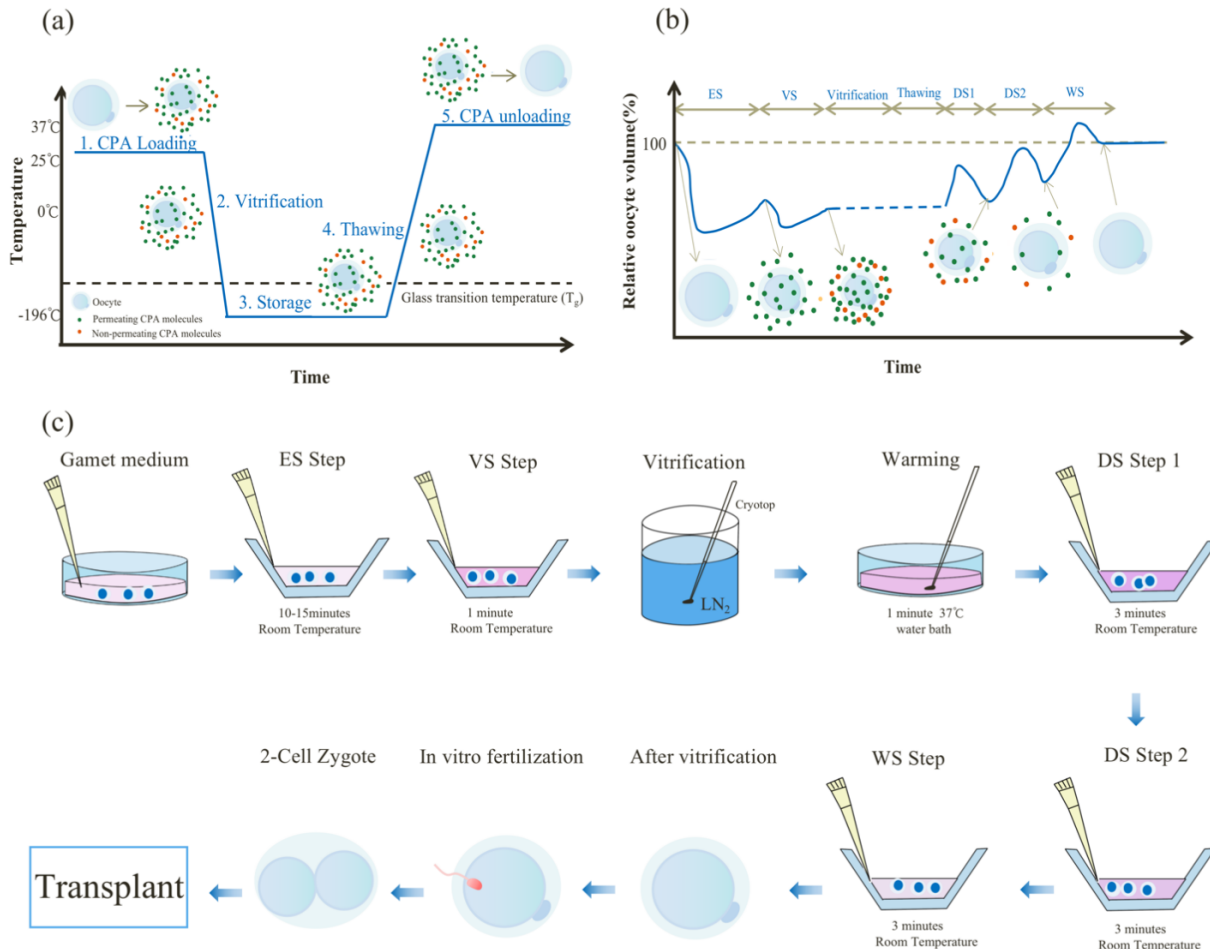 (a)
Temperature
37℃
25℃
0℃
-196℃
1. CPA Loading
2. Vitrification
3. Storage
4. Thawing
5. CPA unloading
Glass transition temperature (Tg)
Oocyte
Permeating CPA molecules
Non-permeating CPA molecules
Time
(b)
Relative oocyte volume(%)
100
ES
VS
Vitrification
Thawing
DS1
DS2
WS
Time
(c)
Gamet medium
ES Step
10-15minutes
Room Temperature
VS Step
1 minute
Room Temperature
Vitrification
Cryotop
LN2
Warming
1 minute 37℃
water bath
DS Step 1
3 minutes
Room Temperature
DS Step 2
3 minutes
Room Temperature
WS Step
3 minutes
Room Temperature
After vitrification
In vitro fertilization
2-Cell Zygote
Transplant